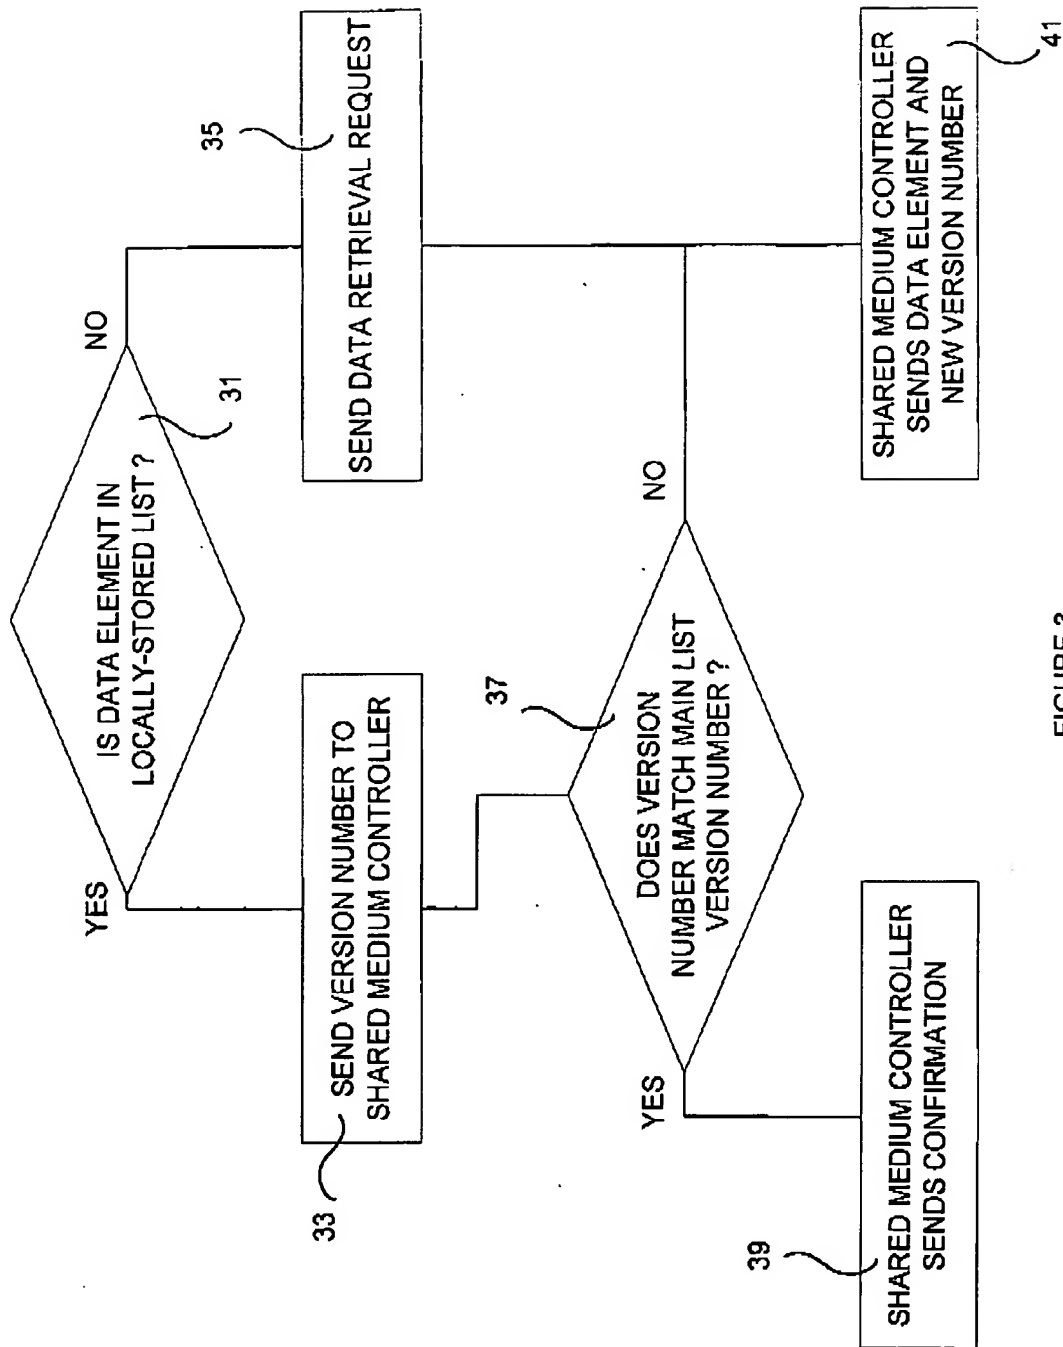 IS DATA ELEMENT IN
LOCALLY-STORED LIST ?
31
YES
NO
33
SEND VERSION NUMBER TO
SHARED MEDIUM CONTROLLER
35
SEND DATA RETRIEVAL REQUEST
37
DOES VERSION
NUMBER MATCH MAIN LIST
VERSION NUMBER ?
YES
NO
39
SHARED MEDIUM CONTROLLER
SENDS CONFIRMATION
SHARED MEDIUM CONTROLLER
SENDS DATA ELEMENT AND
NEW VERSION NUMBER
41
FIGURE